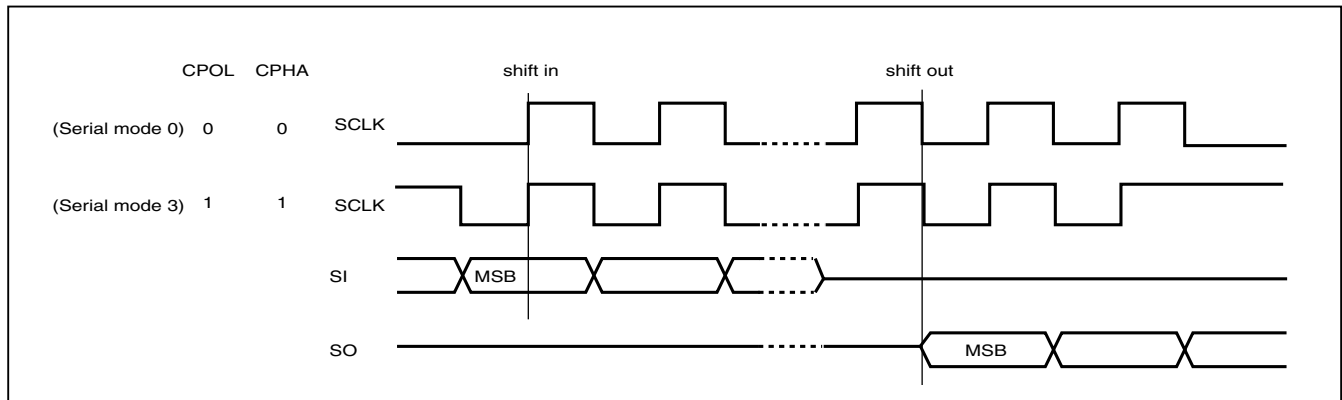 CPOL CPHA shift in shift out
(Serial mode 0) 0 0 SCLK
(Serial mode 3) 1 1 SCLK
SI MSB
SO MSB